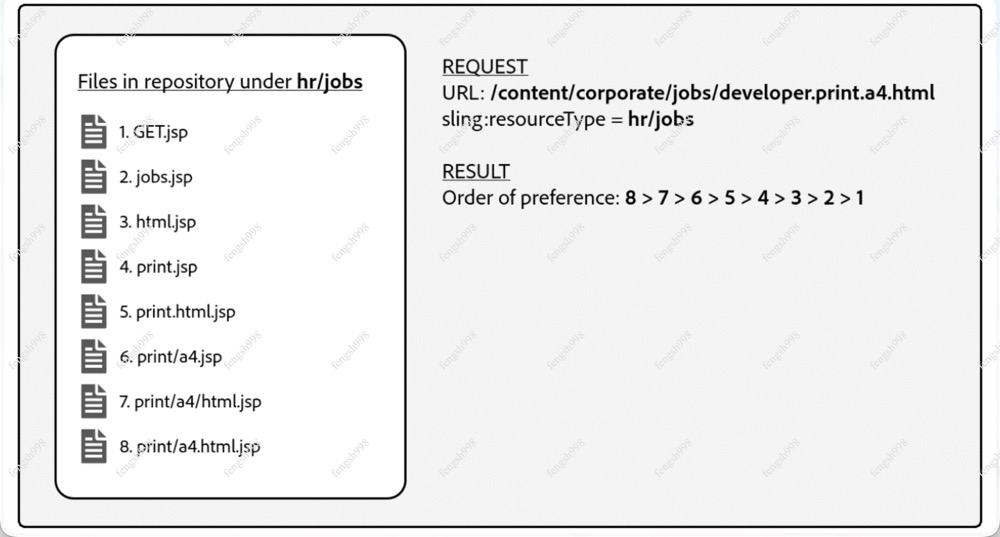 Files in repository under hr/jobs
1. GET.jsp
2. jobs.jsp
3. html.jsp
4. print.jsp
5. print.html.jsp
6. print/a4.jsp
7. print/a4/html.jsp
8. print/a4.html.jsp
REQUEST
URL: /content/corporate/jobs/developer.print.a4.html
sling:resourceType = hr/jobs
RESULT
Order of preference: 8 > 7 > 6 > 5 > 4 > 3 > 2 > 1
fengsh998